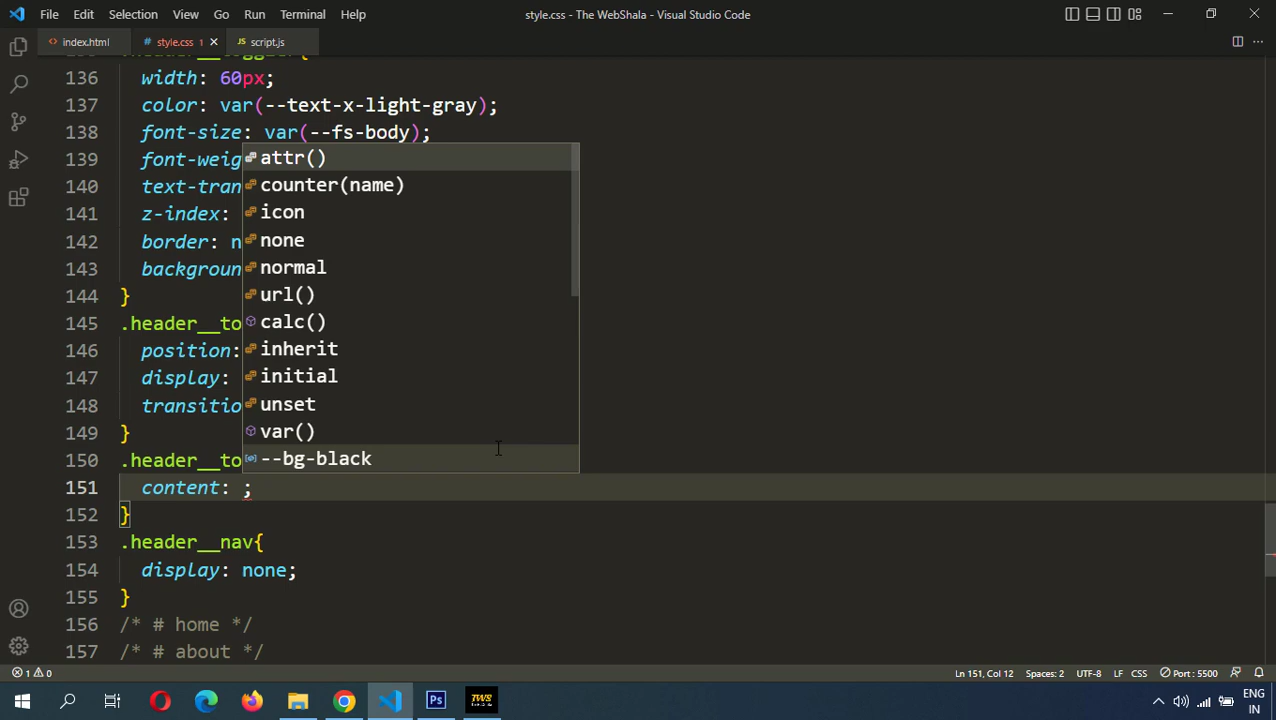 File Edit Selection View Go Run Terminal Help style.css - The WebShala - Visual Studio Code
index.html style.css 1 script.js
136 width: 60px;
137 color: var(--text-x-light-gray);
138 font-size: var(--fs-body);
139 font-weig
140 text-tran
141 z-index:
142 border: n
143 backgroun
144 }
145 .header__to
146 position:
147 display:
148 transitio
149 }
150 .header__to
attr()
counter(name)
icon
none
normal
url()
calc()
inherit
initial
unset
var()
--bg-black
151 content: ;
152 }
153 .header__nav{
154 display: none;
155 }
156 /* # home */
157 /* # about */
1 0 Ln 151, Col 12 Spaces: 2 UTF-8 LF CSS Port : 5500
Ps TWS ENG
IN